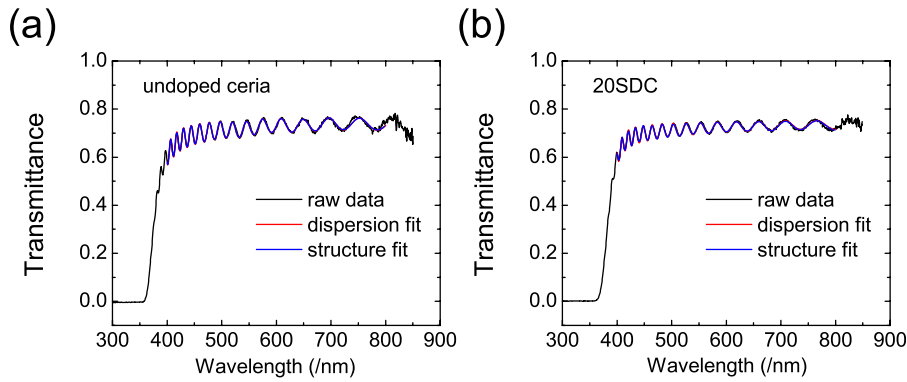 (a)
undoped ceria
Transmittance
1.0
0.8
0.6
0.4
0.2
0.0
raw data
dispersion fit
structure fit
300 400 500 600 700 800 900
Wavelength (/nm)
(b)
20SDC
Transmittance
1.0
0.8
0.6
0.4
0.2
0.0
raw data
dispersion fit
structure fit
300 400 500 600 700 800 900
Wavelength (/nm)